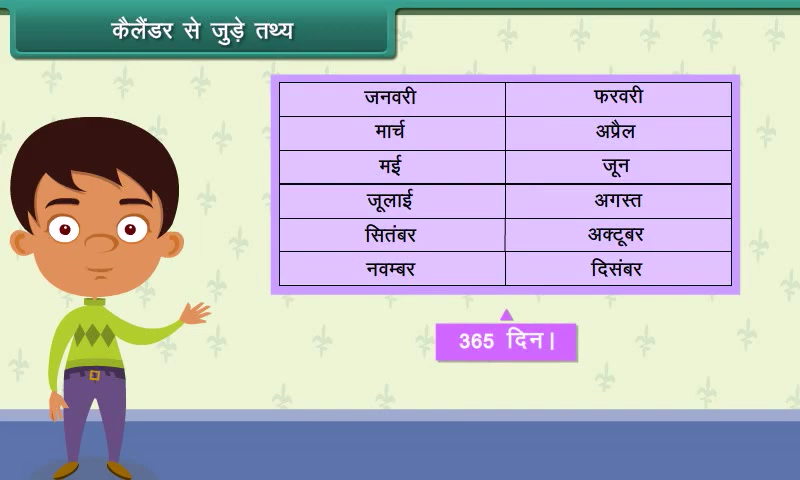 कैलैंडर से जुड़े तथ्य
जनवरी फरवरी
मार्च अप्रैल
मई जून
जूलाई अगस्त
सितंबर अक्टूबर
नवम्बर दिसंबर
365 दिन।